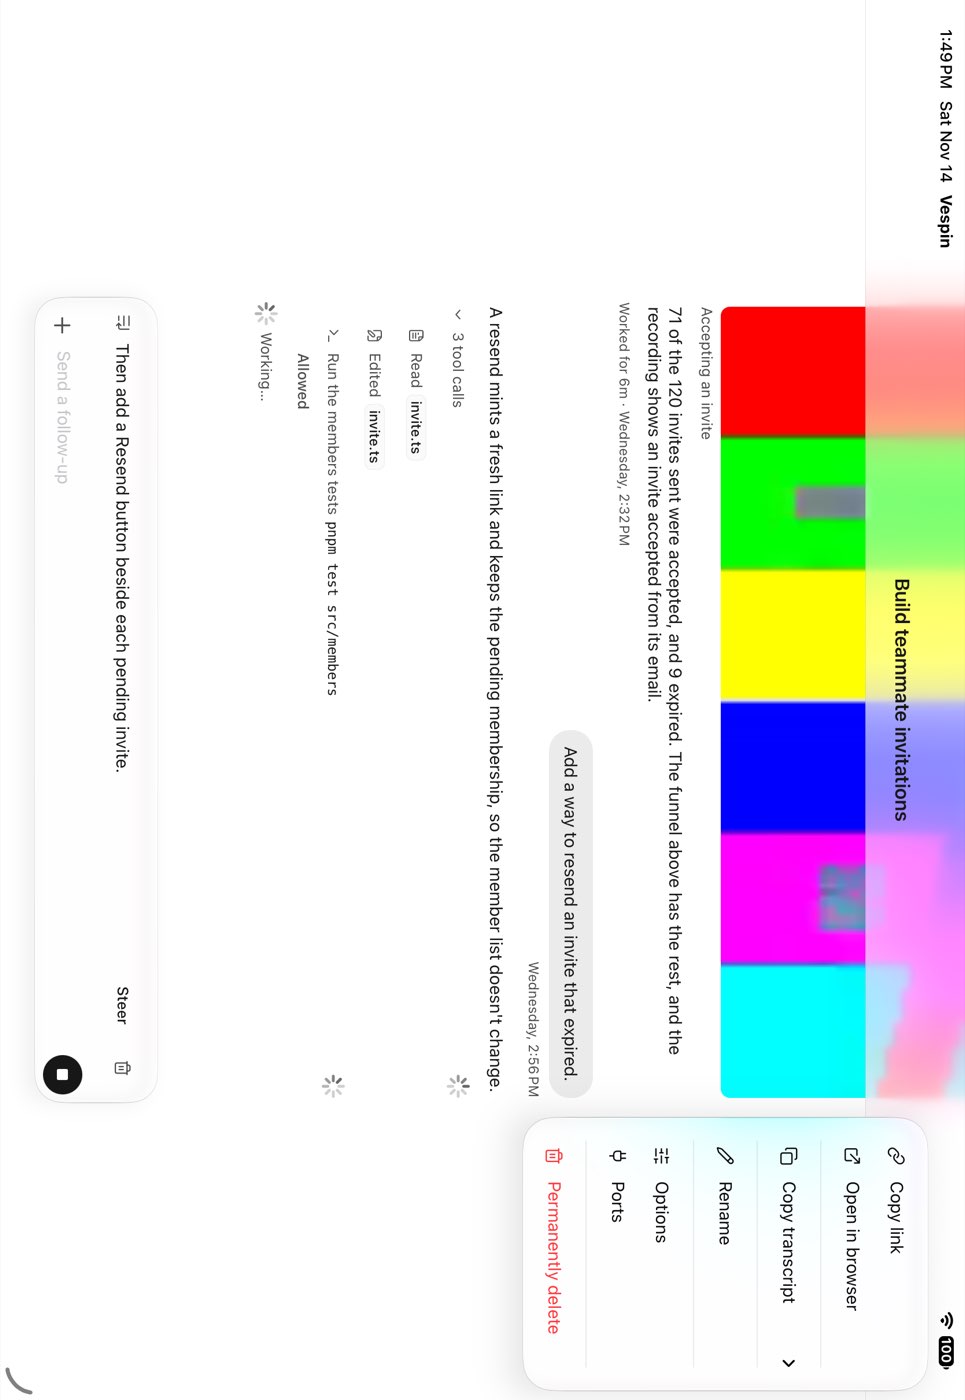 1:49 PM Sat Nov 14 Vespin
100
Build teammate invitations
Copy link
Open in browser
Copy transcript
Rename
Options
Ports
Permanently delete
Accepting an invite
71 of the 120 invites sent were accepted, and 9 expired. The funnel above has the rest, and the
recording shows an invite accepted from its email.
Worked for 6m · Wednesday, 2:32 PM
Add a way to resend an invite that expired.
Wednesday, 2:56 PM
A resend mints a fresh link and keeps the pending membership, so the member list doesn't change.
3 tool calls
Read invite.ts
Edited invite.ts
Run the members tests pnpm test src/members
Allowed
Working...
Then add a Resend button beside each pending invite.
Steer
Send a follow-up